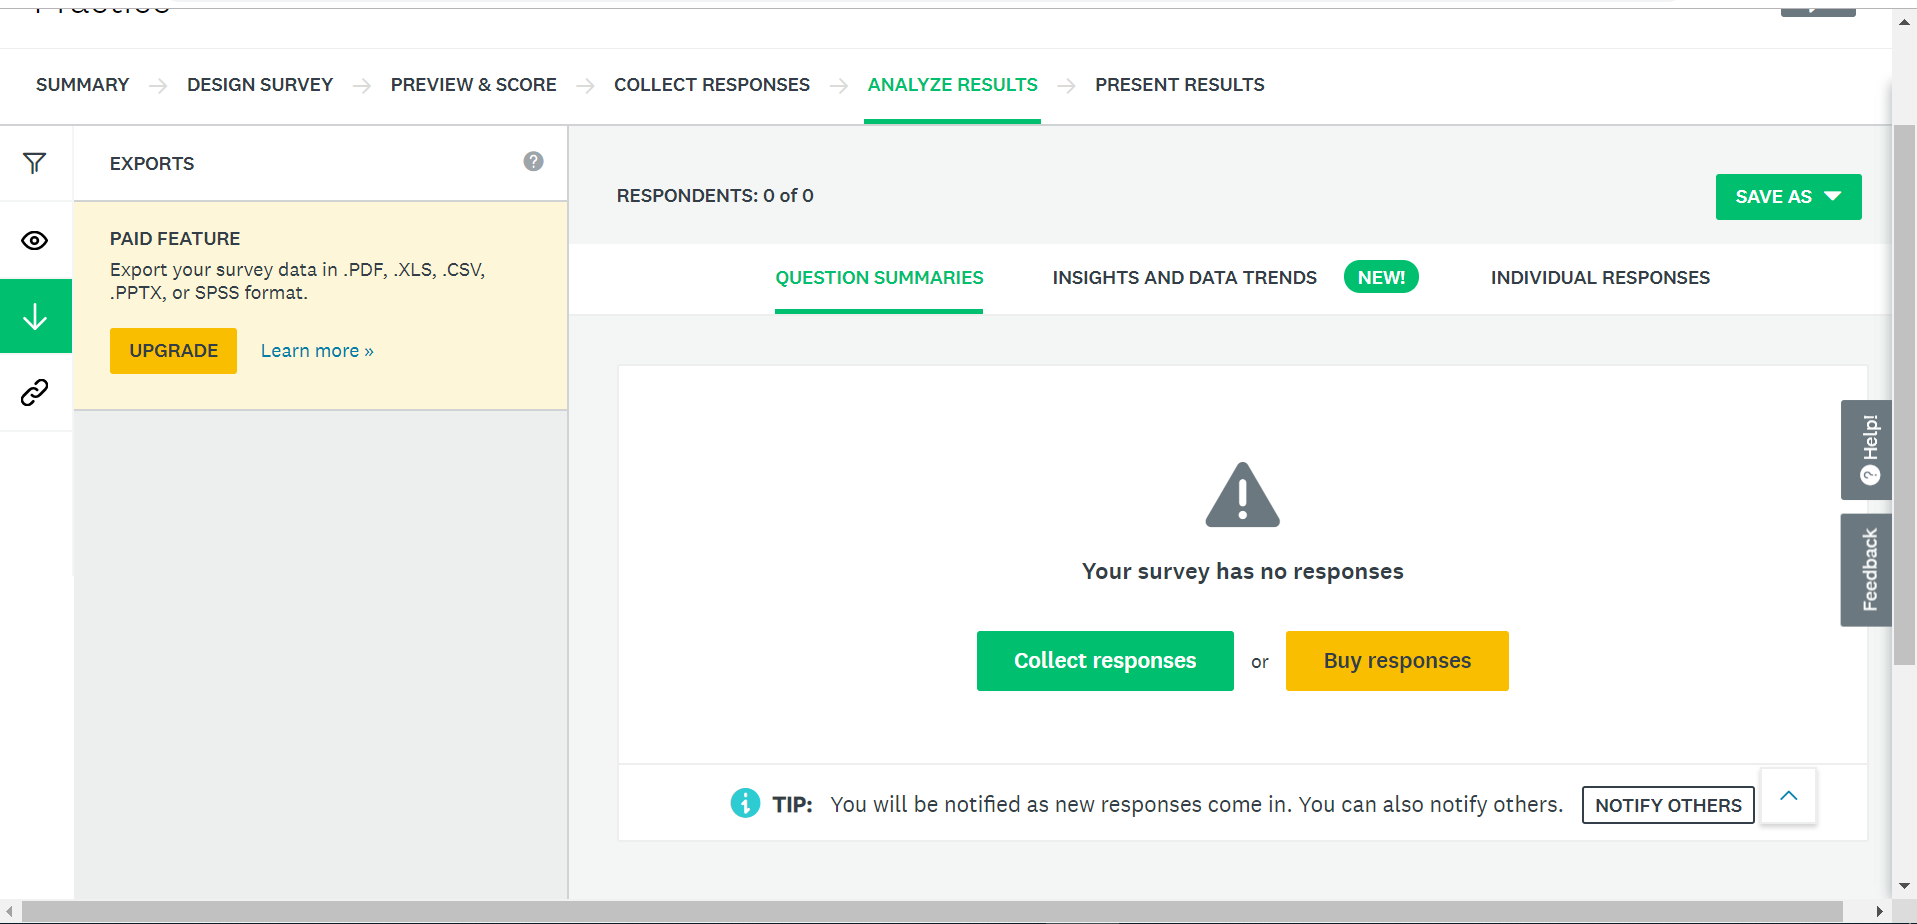 SUMMARY DESIGN SURVEY PREVIEW & SCORE COLLECT RESPONSES ANALYZE RESULTS PRESENT RESULTS
EXPORTS
PAID FEATURE
Export your survey data in .PDF, .XLS, .CSV,
.PPTX, or SPSS format.
UPGRADE Learn more »
RESPONDENTS: 0 of 0
SAVE AS
QUESTION SUMMARIES INSIGHTS AND DATA TRENDS NEW! INDIVIDUAL RESPONSES
Your survey has no responses
Collect responses or Buy responses
TIP: You will be notified as new responses come in. You can also notify others. NOTIFY OTHERS
Help!
Feedback